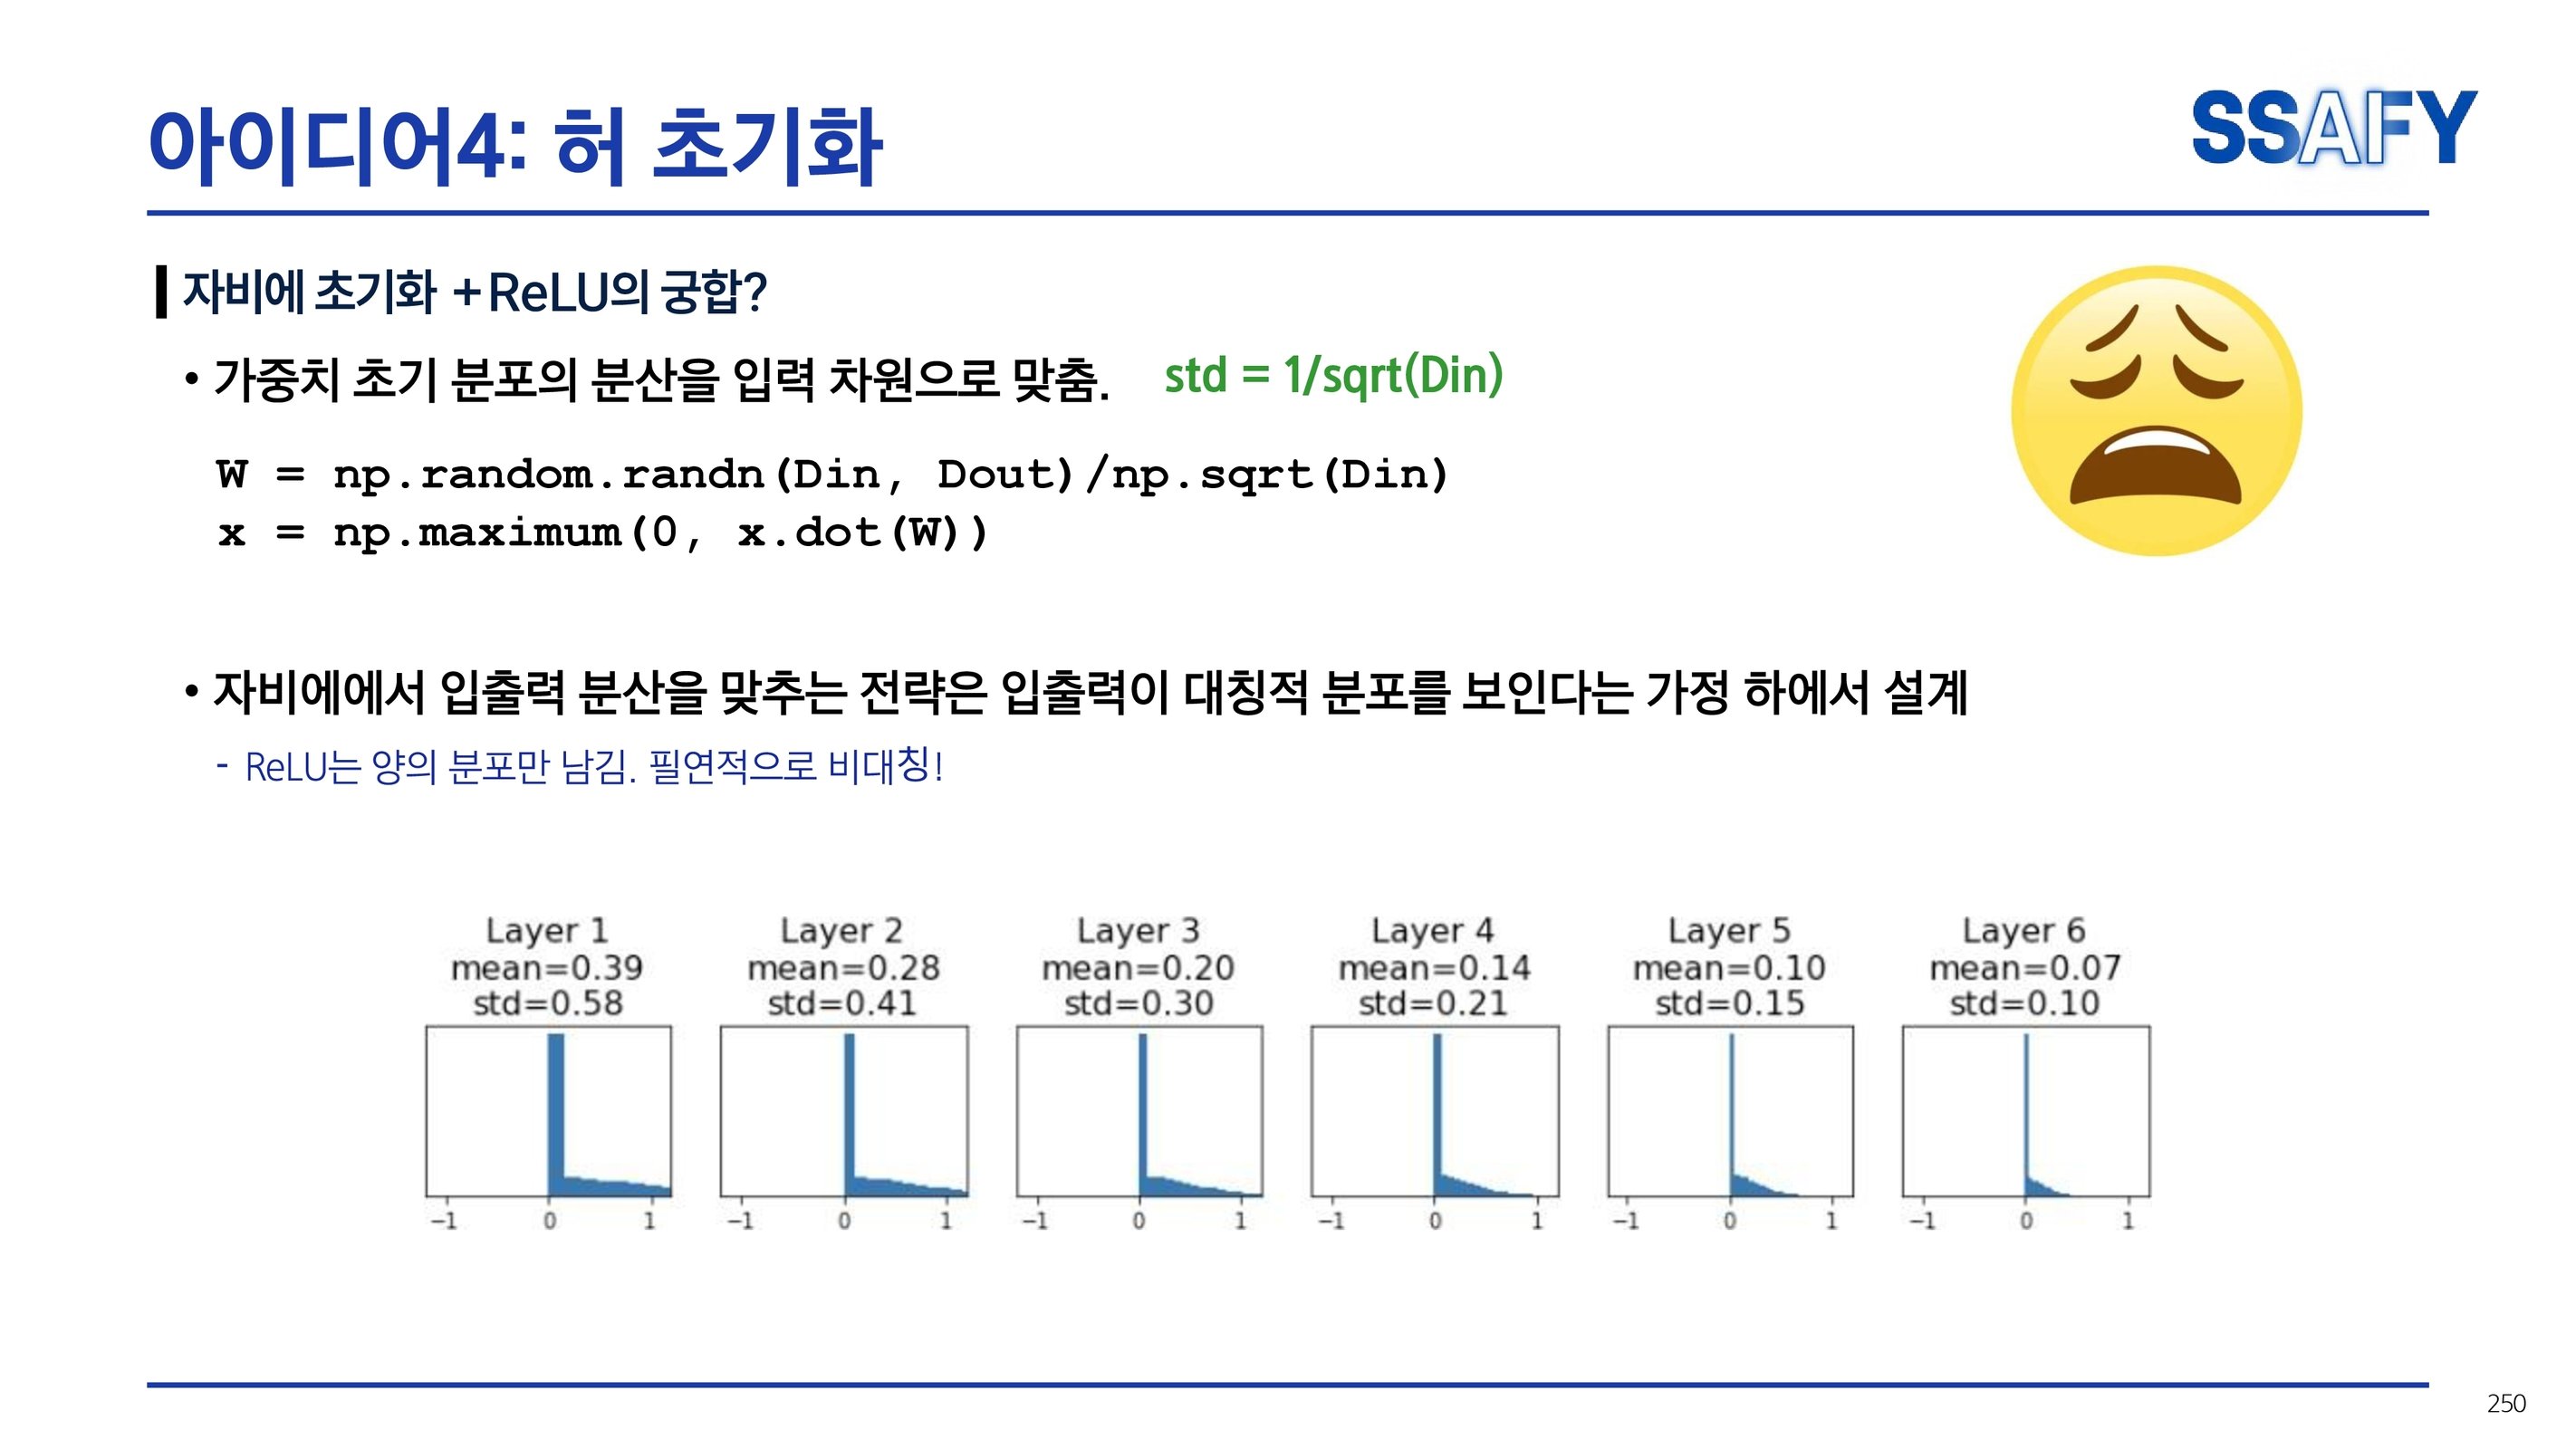 아이디어4: 허 초기화
SSAFY
자비에 초기화 +ReLU의 궁합?
• 가중치 초기 분포의 분산을 입력 차원으로 맞춤. std = 1/sqrt(Din)
W = np.random.randn(Din, Dout)/np.sqrt(Din)
x = np.maximum(0, x.dot(W))
• 자비에에서 입출력 분산을 맞추는 전략은 입출력이 대칭적 분포를 보인다는 가정 하에서 설계
- ReLU는 양의 분포만 남김. 필연적으로 비대칭!
Layer 1 Layer 2 Layer 3 Layer 4 Layer 5 Layer 6
mean=0.39 mean=0.28 mean=0.20 mean=0.14 mean=0.10 mean=0.07
std=0.58 std=0.41 std=0.30 std=0.21 std=0.15 std=0.10
−1 0 1 −1 0 1 −1 0 1 −1 0 1 −1 0 1 −1 0 1
250